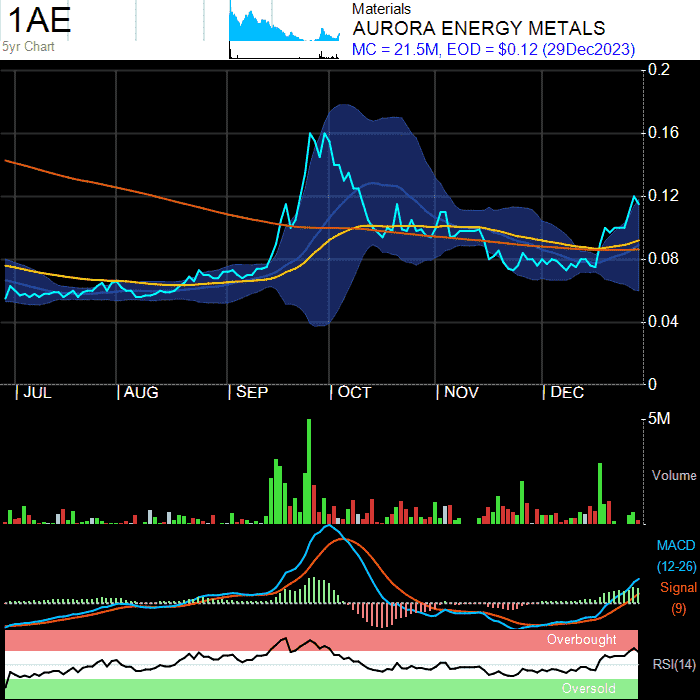 1AE
5yr Chart
Materials
AURORA ENERGY METALS
MC = 21.5M, EOD = $0.12 (29Dec2023)
0.2
0.16
0.12
0.08
0.04
0
JUL AUG SEP OCT NOV DEC
5M
Volume
MACD
(12-26)
Signal
(9)
Overbought
RSI(14)
Oversold